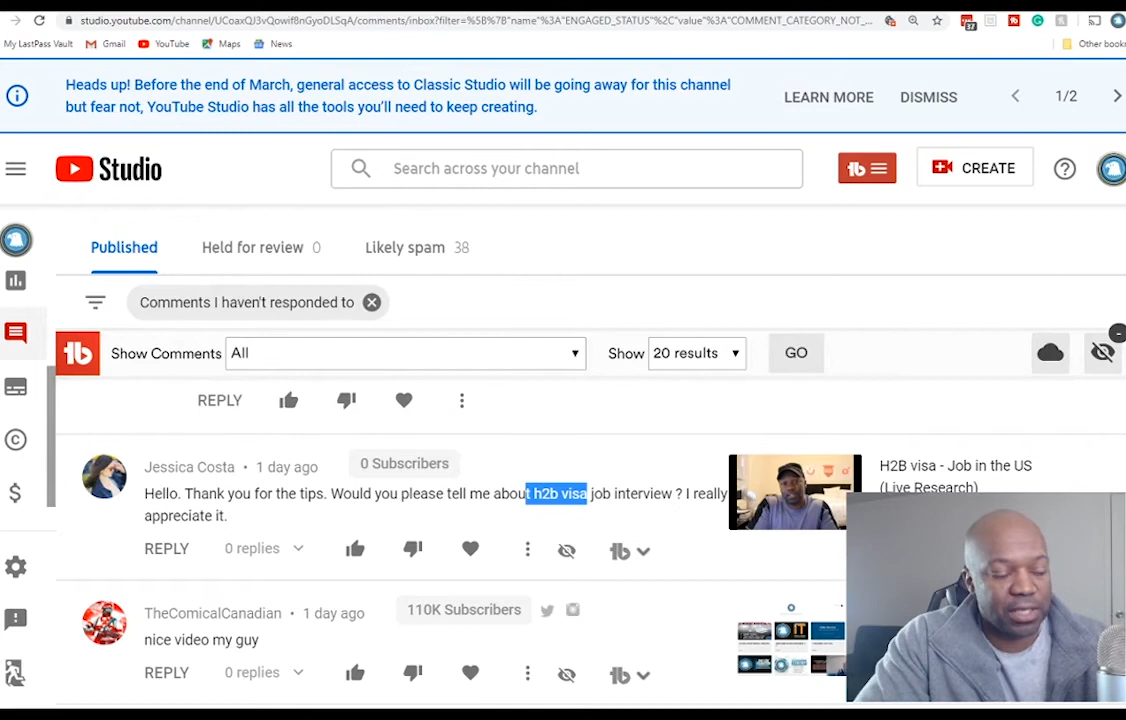 studio.youtube.com/channel/UCoaxQJ3vQowif8nGyoDLSqA/comments/inbox?filter=%5B%7B"name"%3A"ENGAGED_STATUS"%2C"value"%3A"COMMENT_CATEGORY_NOT_...
37
My LastPass Vault Gmail YouTube Maps News Other book
Heads up! Before the end of March, general access to Classic Studio will be going away for this channel
but fear not, YouTube Studio has all the tools you'll need to keep creating.
LEARN MORE DISMISS 1/2
Studio Search across your channel tb CREATE
Published Held for review 0 Likely spam 38
Comments I haven't responded to
tb Show Comments All Show 20 results GO
REPLY
Jessica Costa • 1 day ago 0 Subscribers
Hello. Thank you for the tips. Would you please tell me about h2b visa job interview ? I really
appreciate it.
REPLY 0 replies tb
H2B visa - Job in the US
(Live Research)
TheComicalCanadian • 1 day ago 110K Subscribers
nice video my guy
REPLY 0 replies tb